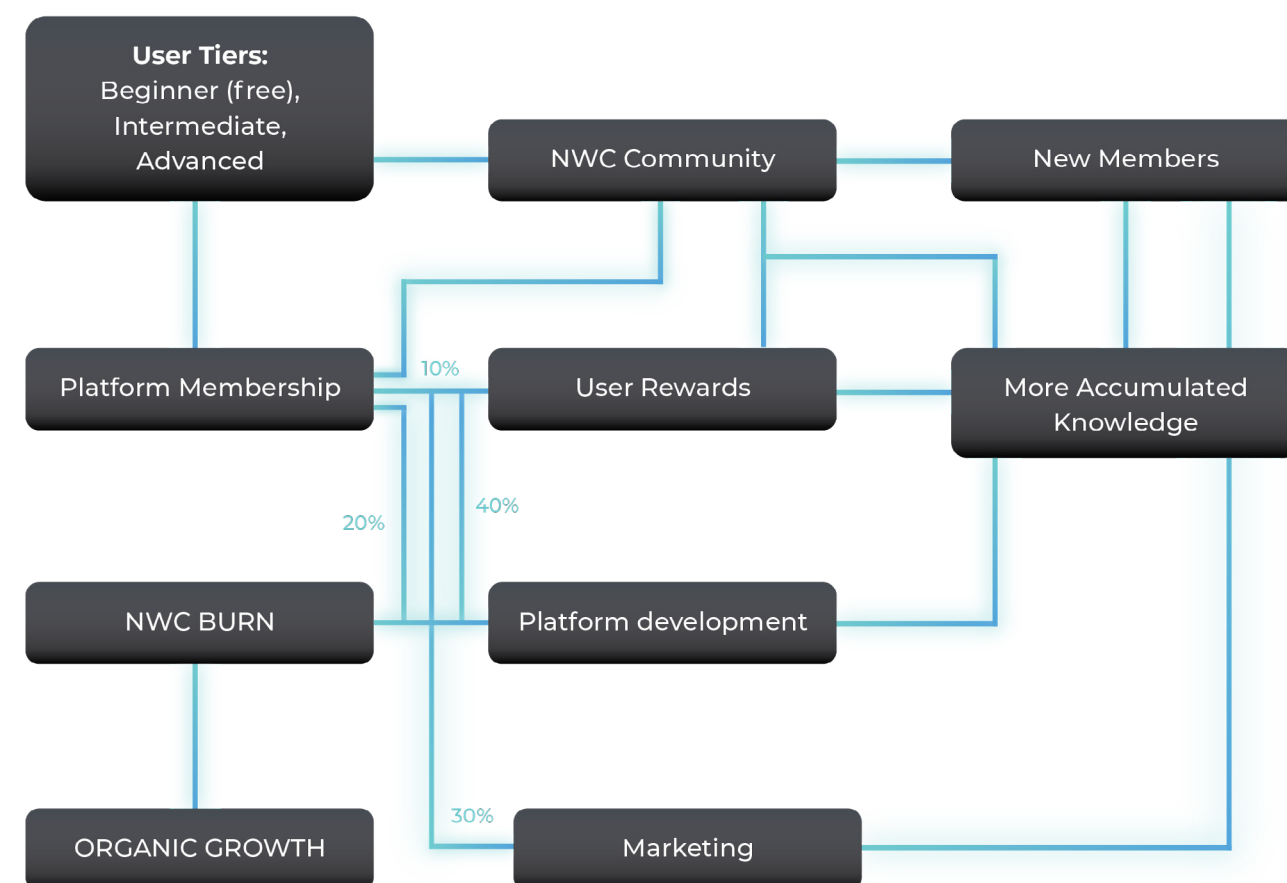 User Tiers:
Beginner (free),
Intermediate,
Advanced
NWC Community
New Members
Platform Membership
10%
User Rewards
More Accumulated
Knowledge
20%
40%
NWC BURN
Platform development
30%
ORGANIC GROWTH
Marketing